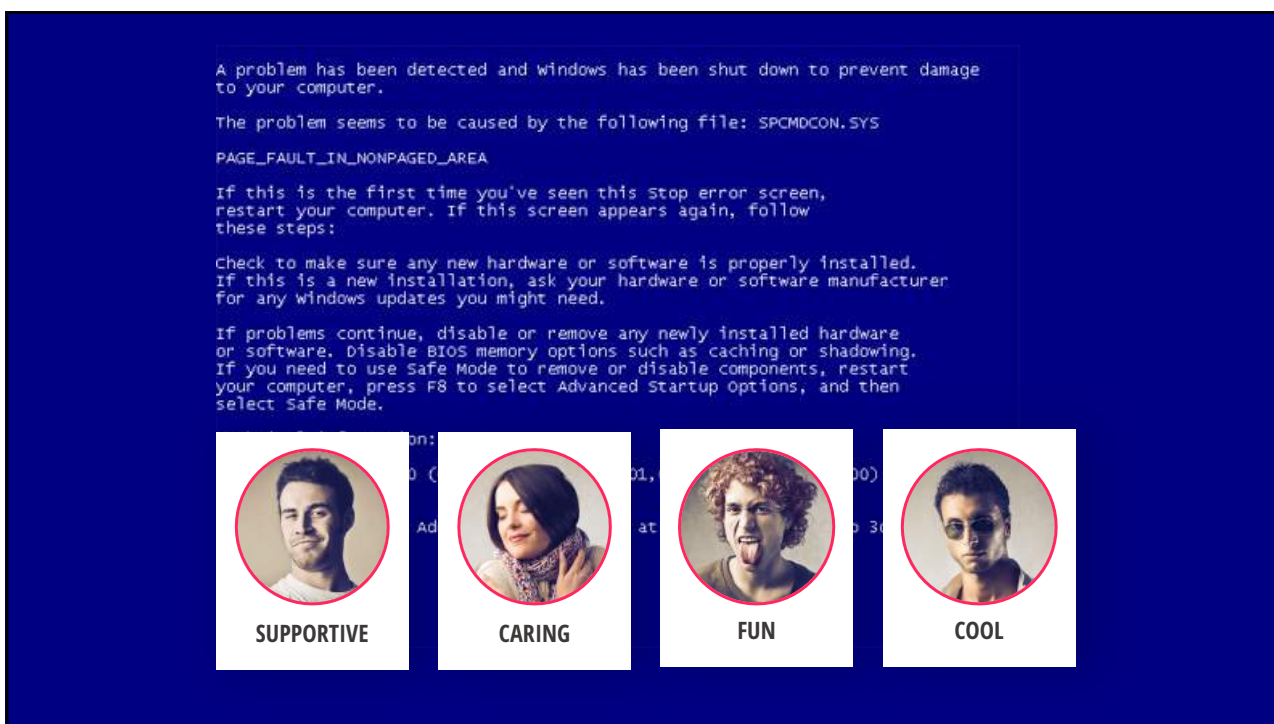 A problem has been detected and Windows has been shut down to prevent damage
to your computer.
The problem seems to be caused by the following file: SPCMDCON.SYS
PAGE_FAULT_IN_NONPAGED_AREA
If this is the first time you've seen this Stop error screen,
restart your computer. If this screen appears again, follow
these steps:
Check to make sure any new hardware or software is properly installed.
If this is a new installation, ask your hardware or software manufacturer
for any Windows updates you might need.
If problems continue, disable or remove any newly installed hardware
or software. Disable BIOS memory options such as caching or shadowing.
If you need to use Safe Mode to remove or disable components, restart
your computer, press F8 to select Advanced Startup Options, and then
select Safe Mode.
at
SUPPORTIVE
CARING
FUN
COOL